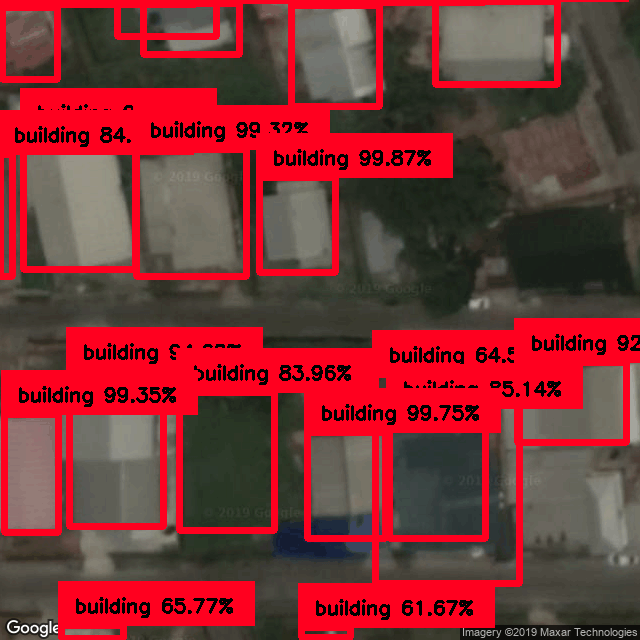 building 84.
building 99.32%
building 99.87%
© 2019 Google
© 2019 Google
building
building 83.96%
building 64.5
building 92
building 99.35%
85.14%
building 99.75%
© 2019 Google
© 2019 Google
building 65.77%
building 61.67%
Google
Imagery ©2019 Maxar Technologies